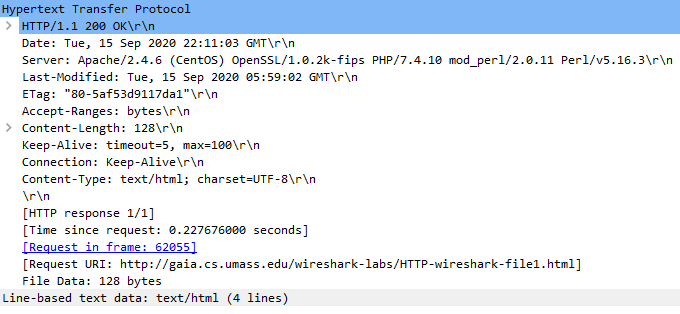 Hypertext Transfer Protocol
HTTP/1.1 200 OK\r\n
Date: Tue, 15 Sep 2020 22:11:03 GMT\r\n
Server: Apache/2.4.6 (CentOS) OpenSSL/1.0.2k-fips PHP/7.4.10 mod_perl/2.0.11 Perl/v5.16.3\r\n
Last-Modified: Tue, 15 Sep 2020 05:59:02 GMT\r\n
ETag: "80-5af53d9117da1"\r\n
Accept-Ranges: bytes\r\n
Content-Length: 128\r\n
Keep-Alive: timeout=5, max=100\r\n
Connection: Keep-Alive\r\n
Content-Type: text/html; charset=UTF-8\r\n
\r\n
[HTTP response 1/1]
[Time since request: 0.227676000 seconds]
[Request in frame: 62055]
[Request URI: http://gaia.cs.umass.edu/wireshark-labs/HTTP-wireshark-file1.html]
File Data: 128 bytes
Line-based text data: text/html (4 lines)